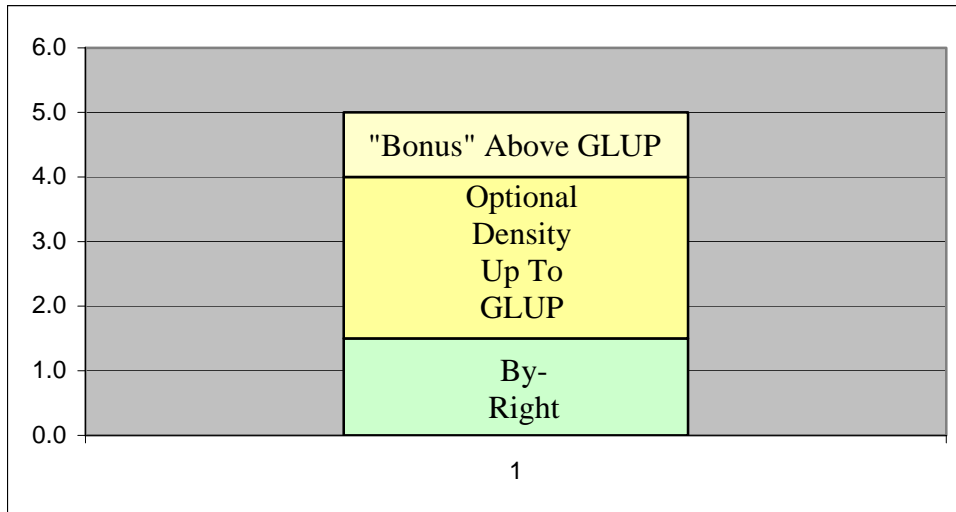 6.0
5.0
"Bonus" Above GLUP
4.0
Optional
Density
3.0
Up To
2.0
GLUP
1.0
By-
Right
0.0
1